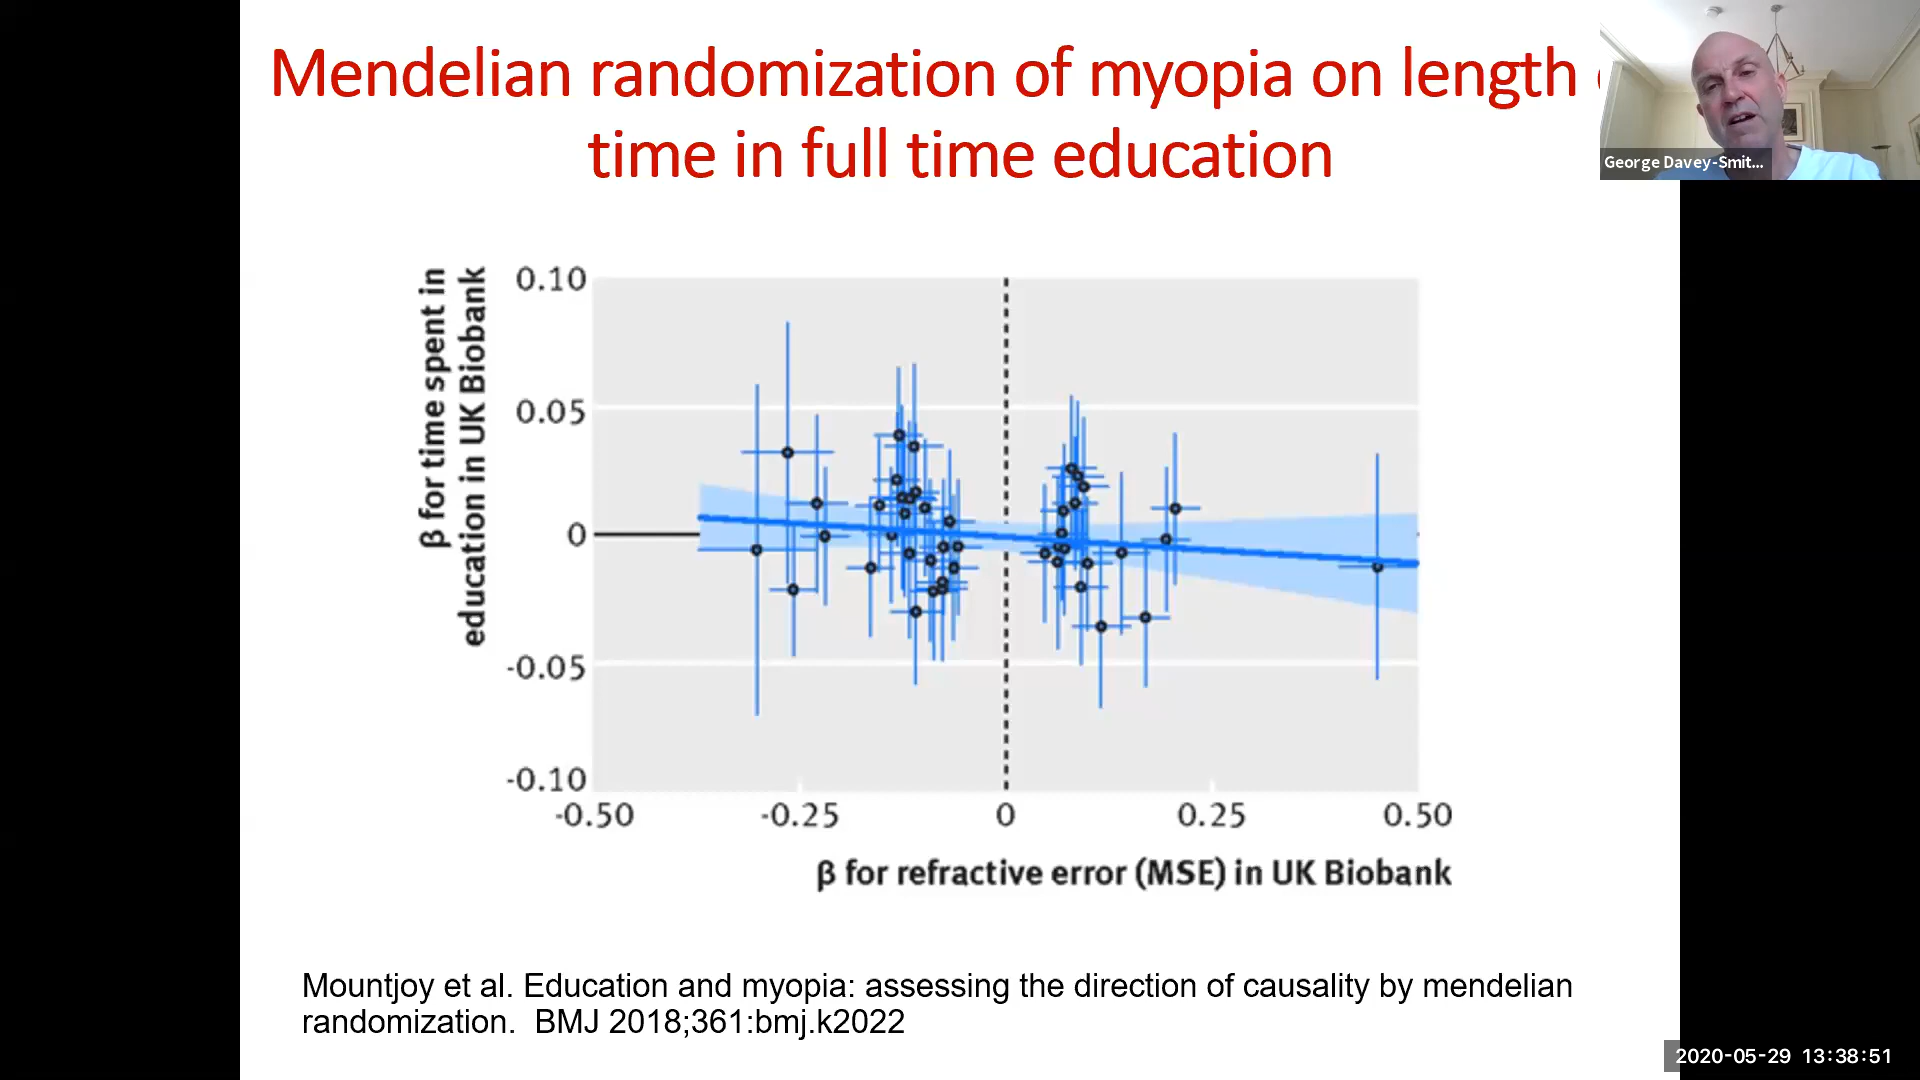 Mendelian randomization of myopia on length
time in full time education
George Davey-Smit...
β for time spent in
education in UK Biobank
0.10
0.05
0
-0.05
-0.10
-0.50 -0.25 0 0.25 0.50
β for refractive error (MSE) in UK Biobank
Mountjoy et al. Education and myopia: assessing the direction of causality by mendelian
randomization. BMJ 2018;361:bmj.k2022
2020-05-29 13:38:51